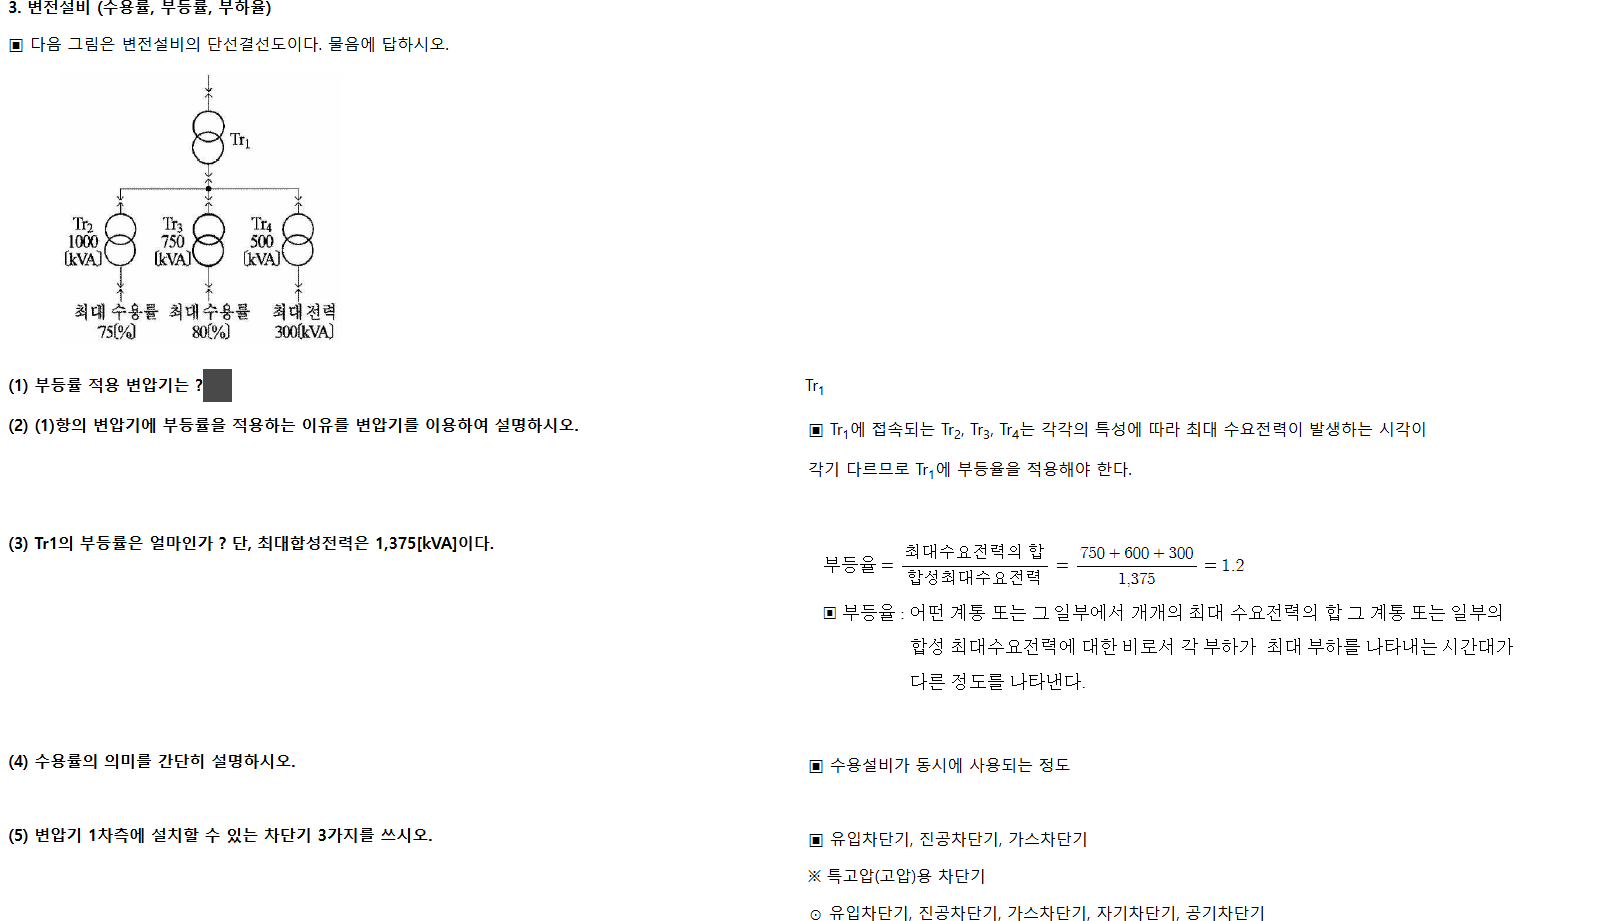 3. 변전설비 (수용률, 부등률, 부하율)
▣ 다음 그림은 변전설비의 단선결선도이다. 물음에 답하시오.
Tr1
Tr2 Tr3 Tr4
1000 750 500
[kVA] [kVA] [kVA]
최대 수용률 최대 수용률 최대 전력
75[%] 80[%] 300[kVA]
(1) 부등률 적용 변압기는 ?
Tr1
(2) (1)항의 변압기에 부등률을 적용하는 이유를 변압기를 이용하여 설명하시오.
▣ Tr1에 접속되는 Tr2, Tr3, Tr4는 각각의 특성에 따라 최대 수요전력이 발생하는 시각이
각기 다르므로 Tr1에 부등율을 적용해야 한다.
(3) Tr1의 부등률은 얼마인가 ? 단, 최대합성전력은 1,375[kVA]이다.
부등율 = 최대수요전력의 합 / 합성최대수요전력 = 750 + 600 + 300 / 1,375 = 1.2
▣ 부등율 : 어떤 계통 또는 그 일부에서 개개의 최대 수요전력의 합 그 계통 또는 일부의
합성 최대수요전력에 대한 비로서 각 부하가 최대 부하를 나타내는 시간대가
다른 정도를 나타낸다.
(4) 수용률의 의미를 간단히 설명하시오.
▣ 수용설비가 동시에 사용되는 정도
(5) 변압기 1차측에 설치할 수 있는 차단기 3가지를 쓰시오.
▣ 유입차단기, 진공차단기, 가스차단기
※ 특고압(고압)용 차단기
⊙ 유입차단기, 진공차단기, 가스차단기, 자기차단기, 공기차단기